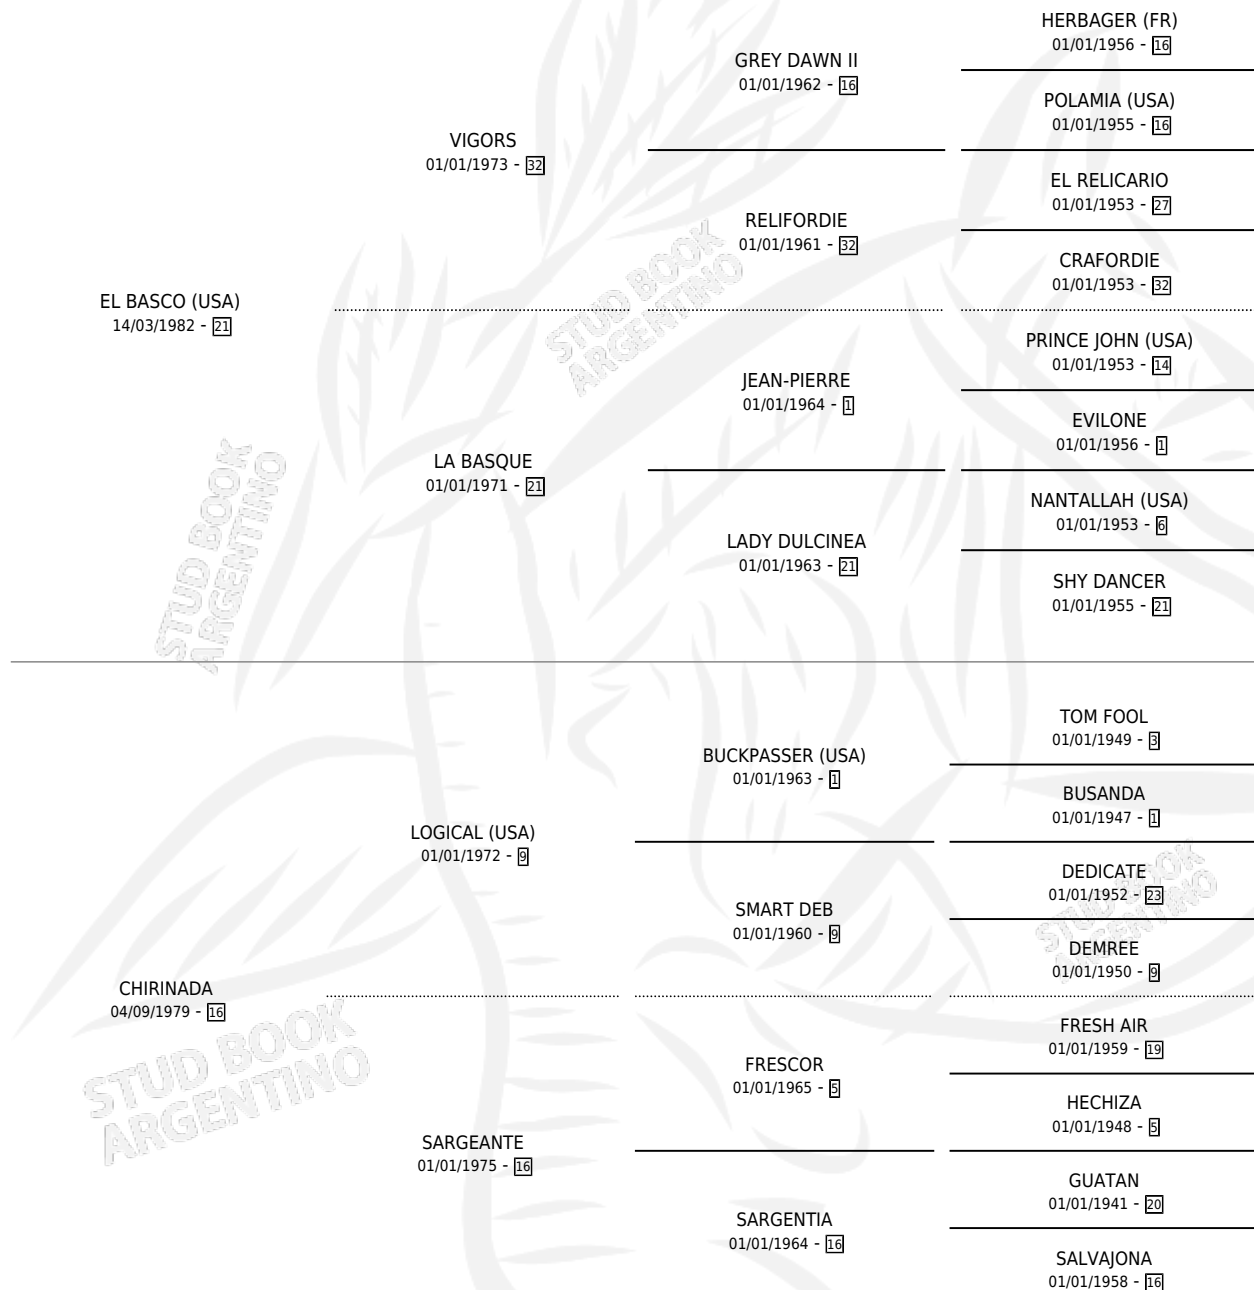 HERBAGER (FR)
01/01/1956 - 16
GREY DAWN II
01/01/1962 - 16
POLAMIA (USA)
01/01/1955 - 16
VIGORS
01/01/1973 - 32
EL RELICARIO
01/01/1953 - 27
RELIFORDIE
01/01/1961 - 32
CRAFORDIE
01/01/1953 - 32
EL BASCO (USA)
14/03/1982 - 21
PRINCE JOHN (USA)
01/01/1953 - 14
JEAN-PIERRE
01/01/1964 - 1
EVILONE
01/01/1956 - 1
LA BASQUE
01/01/1971 - 21
NANTALLAH (USA)
01/01/1953 - 6
LADY DULCINEA
01/01/1963 - 21
SHY DANCER
01/01/1955 - 21
TOM FOOL
01/01/1949 - 3
BUCKPASSER (USA)
01/01/1963 - 1
BUSANDA
01/01/1947 - 1
LOGICAL (USA)
01/01/1972 - 9
DEDICATE
01/01/1952 - 23
SMART DEB
01/01/1960 - 9
DEMREE
01/01/1950 - 9
CHIRINADA
04/09/1979 - 16
FRESH AIR
01/01/1959 - 19
FRESCOR
01/01/1965 - 5
HECHIZA
01/01/1948 - 5
SARGEANTE
01/01/1975 - 16
GUATAN
01/01/1941 - 20
SARGENTIA
01/01/1964 - 16
SALVAJONA
01/01/1958 - 16
STUD BOOK
ARGENTINO
STUD BOOK
ARGENTINO
STUD BOOK
ARGENTINO
STUD BOOK
ARGENTINO